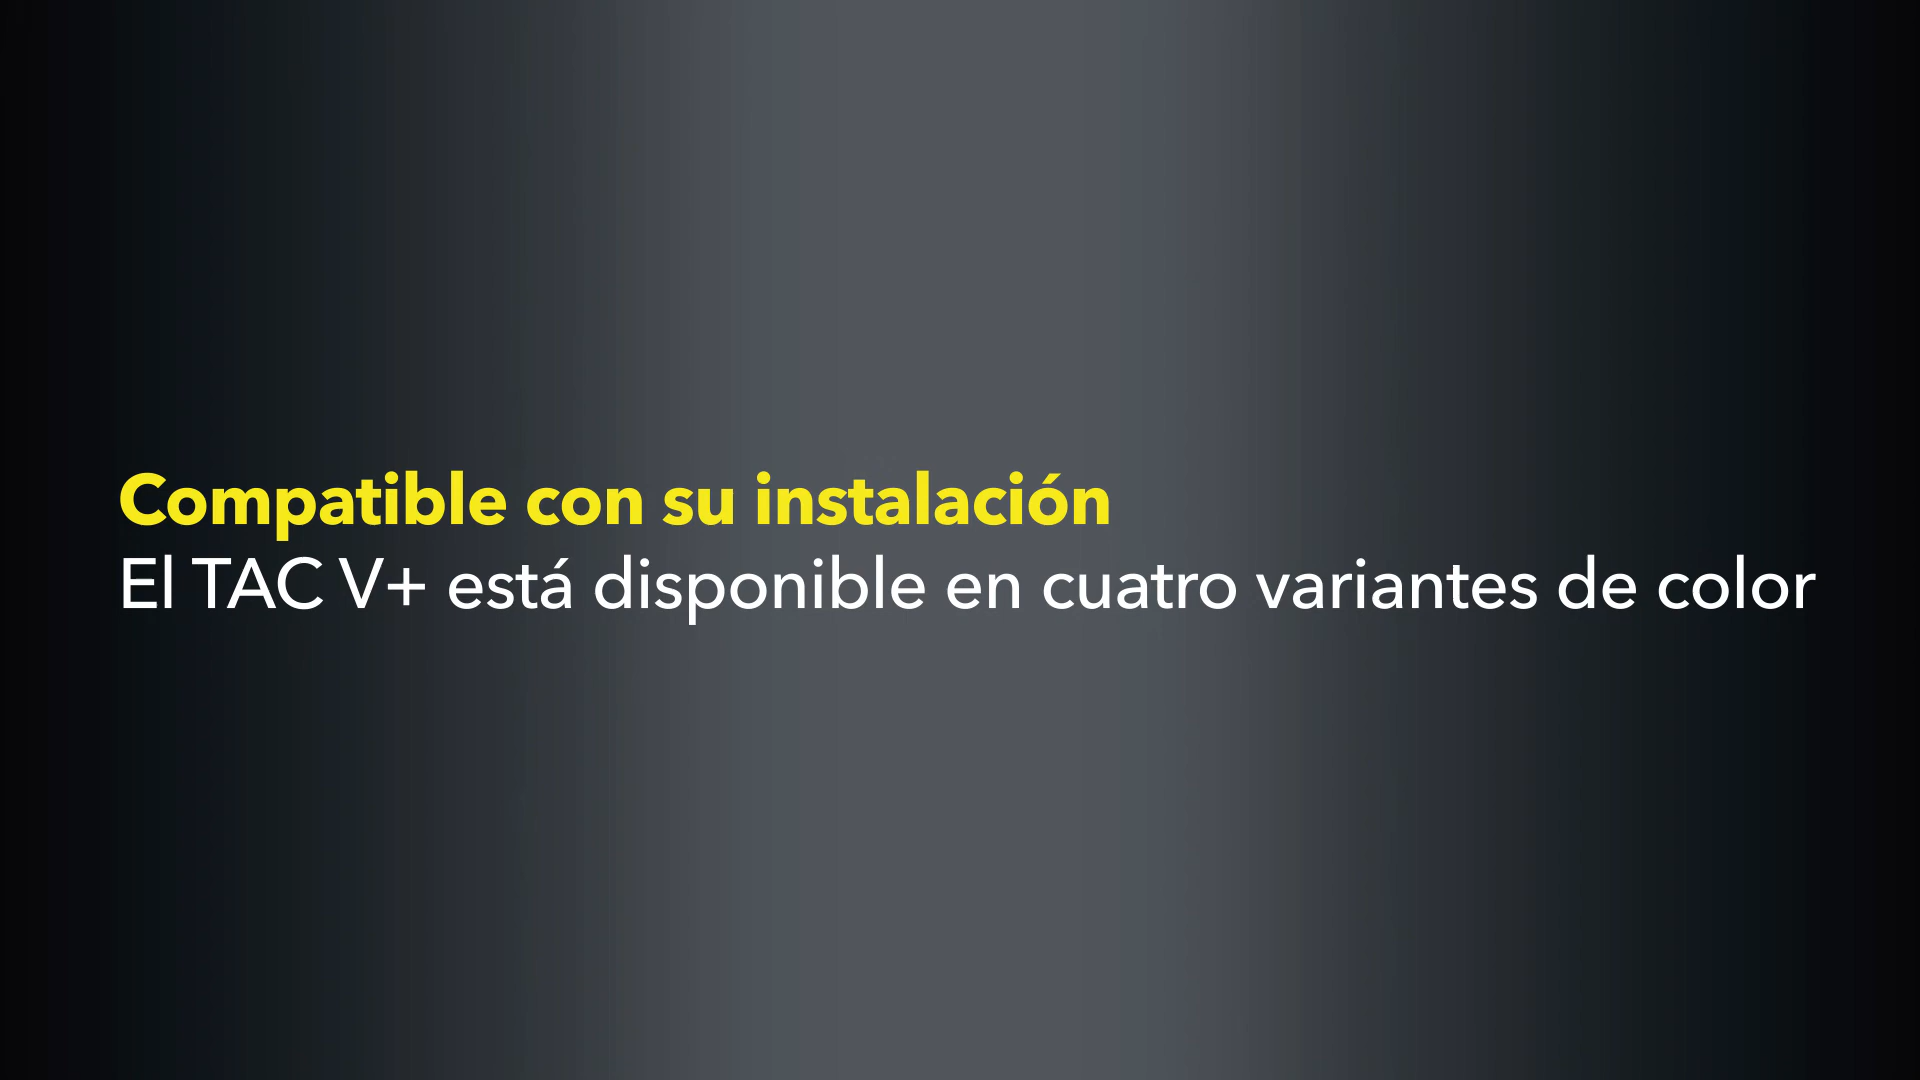 Compatible con su instalación
El TAC V+ está disponible en cuatro variantes de color